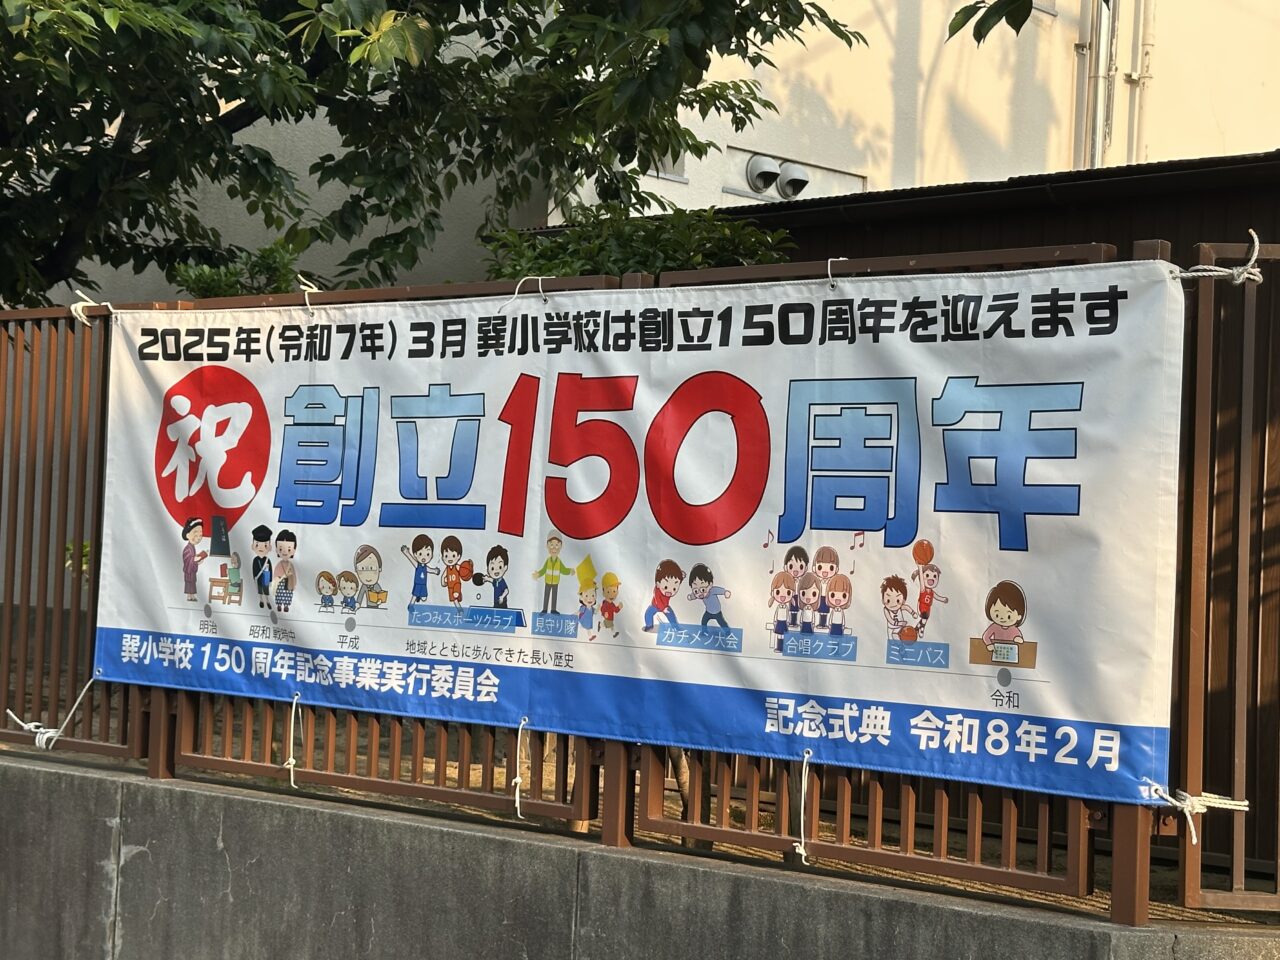 2025年(令和7年)3月 巽小学校は創立150周年を迎えます
祝 創立150周年
たつみスポーツクラブ
見守り隊
ガチメン大会
合唱クラブ
ミニバス
明治
昭和 戦時中
平成
地域とともに歩んできた長い歴史
令和
巽小学校150周年記念事業実行委員会
記念式典 令和8年2月